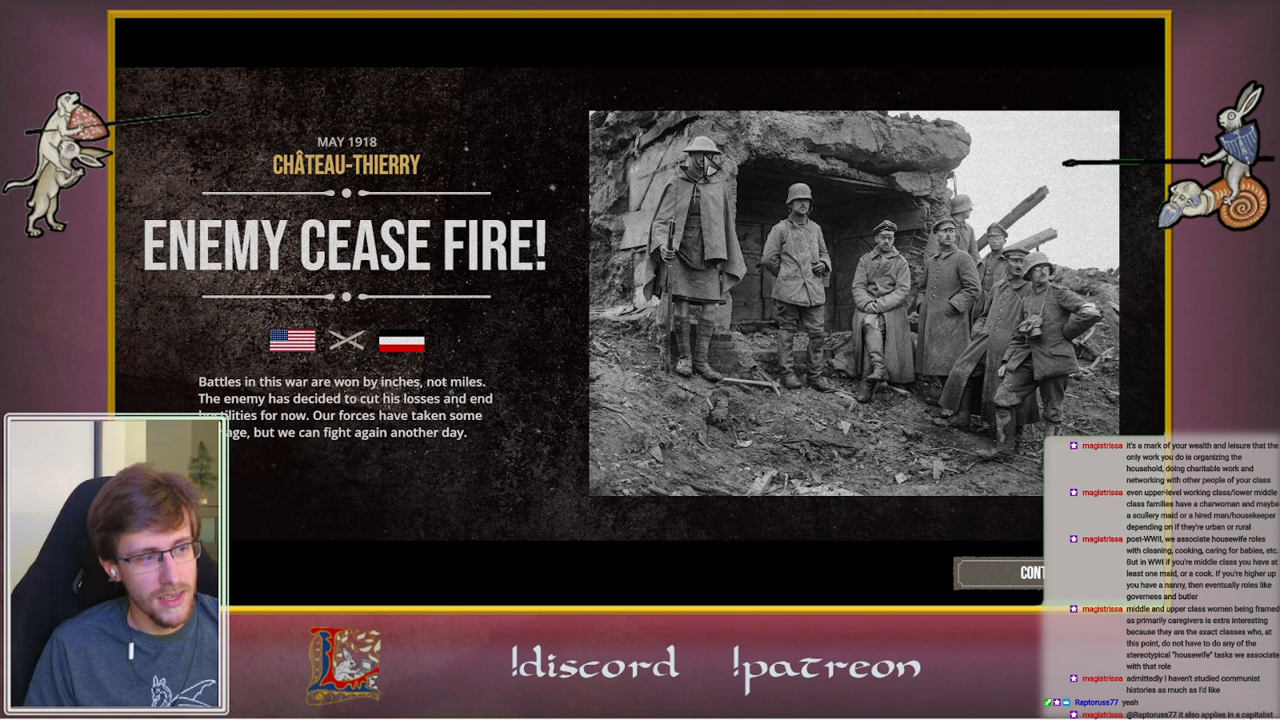 MAY 1918
CHÂTEAU-THIERRY
ENEMY CEASE FIRE!
Battles in this war are won by inches, not miles.
The enemy has decided to cut his losses and end
for now. Our forces have taken some
but we can fight again another day.
CONT
!discord !patreon
magistrissa it's a mark of your wealth and leisure that the
only work you do is organizing the
household, doing charitable work and
networking with other people of your class
magistrissa even upper-level working class/lower middle
class families have a charwoman and maybe
a scullery maid or a hired man/housekeeper
depending on if they're urban or rural
magistrissa post-WWII, we associate housewife roles
with cleaning, cooking, caring for babies, etc.
But in WWI if you're middle class you have at
least one maid, or a cook. If you're higher up
you have a nanny, then eventually roles like
governess and butler
magistrissa middle and upper class women being framed
as primarily caregivers is extra interesting
because they are the exact classes who, at
this point, do not have to do any of the
stereotypical "housewife" tasks we associate
with that role
magistrissa admittedly I haven't studied communist
histories as much as I'd like
Raptoruss77 yeah
magistrissa @Raptoruss77 it also applies in a capitalist